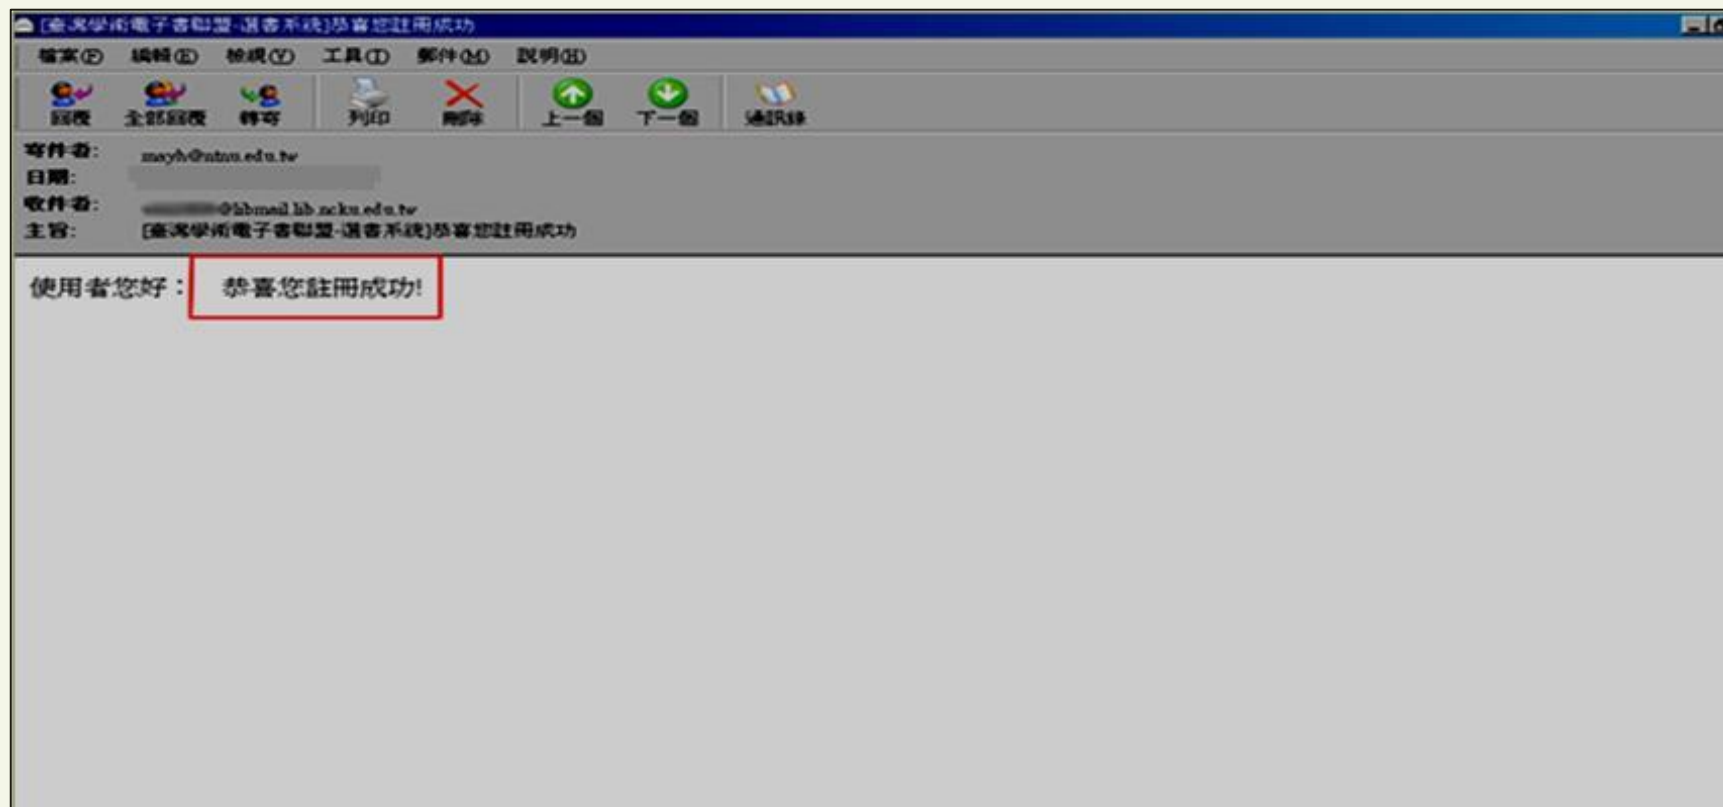 [臺灣學術電子書聯盟-選書系統]恭喜您註冊成功
檔案(F) 編輯(E) 檢視(V) 工具(T) 郵件(M) 說明(H)
回覆 全部回覆 轉寄 列印 刪除 上一個 下一個 通訊錄
寄件者: mayh@ntnu.edu.tw
日期:
收件者: @libmail.lib.ncku.edu.tw
主旨: [臺灣學術電子書聯盟-選書系統]恭喜您註冊成功
使用者您好： 恭喜您註冊成功!